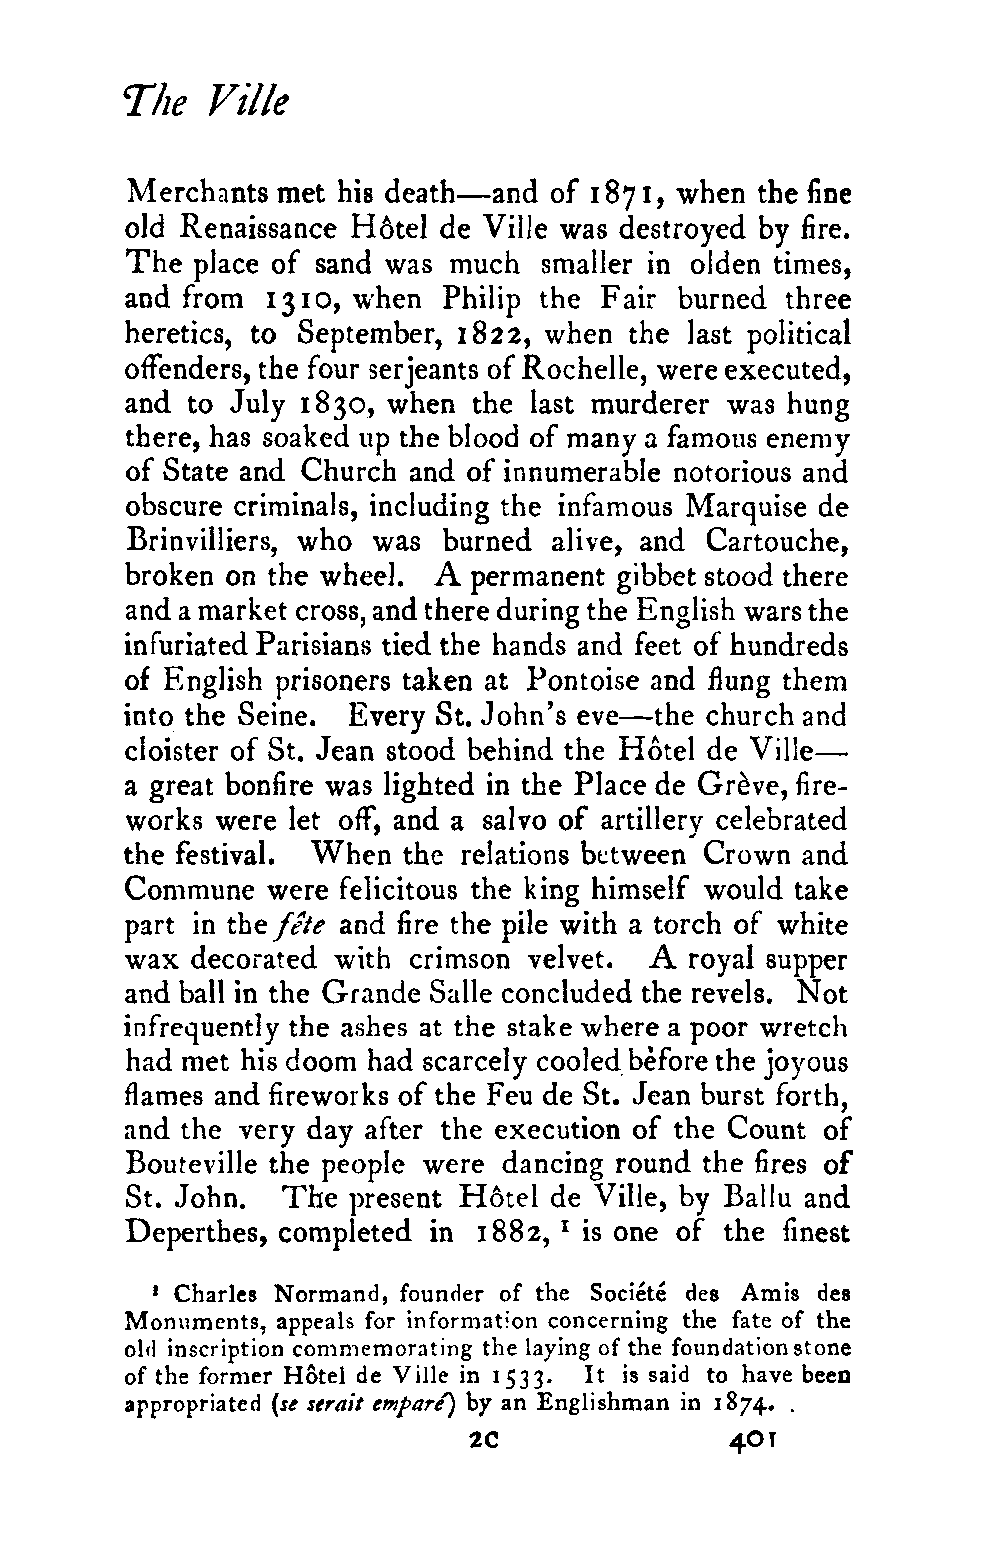 The Ville
Merchants met his death—and of 1871, when the fine
old Renaissance Hôtel de Ville was destroyed by fire.
The place of sand was much smaller in olden times,
and from 1310, when Philip the Fair burned three
heretics, to September, 1822, when the last political
offenders, the four serjeants of Rochelle, were executed,
and to July 1830, when the last murderer was hung
there, has soaked up the blood of many a famous enemy
of State and Church and of innumerable notorious and
obscure criminals, including the infamous Marquise de
Brinvilliers, who was burned alive, and Cartouche,
broken on the wheel. A permanent gibbet stood there
and a market cross, and there during the English wars the
infuriated Parisians tied the hands and feet of hundreds
of English prisoners taken at Pontoise and flung them
into the Seine. Every St. John's eve—the church and
cloister of St. Jean stood behind the Hôtel de Ville—
a great bonfire was lighted in the Place de Grève, fire-
works were let off, and a salvo of artillery celebrated
the festival. When the relations between Crown and
Commune were felicitous the king himself would take
part in the fête and fire the pile with a torch of white
wax decorated with crimson velvet. A royal supper
and ball in the Grande Salle concluded the revels. Not
infrequently the ashes at the stake where a poor wretch
had met his doom had scarcely cooled before the joyous
flames and fireworks of the Feu de St. Jean burst forth,
and the very day after the execution of the Count of
Bouteville the people were dancing round the fires of
St. John. The present Hôtel de Ville, by Ballu and
Deperthes, completed in 1882, ¹ is one of the finest
¹ Charles Normand, founder of the Société des Amis des
Monuments, appeals for information concerning the fate of the
old inscription commemorating the laying of the foundation stone
of the former Hôtel de Ville in 1533. It is said to have been
appropriated (se serait emparé) by an Englishman in 1874.
2C 401